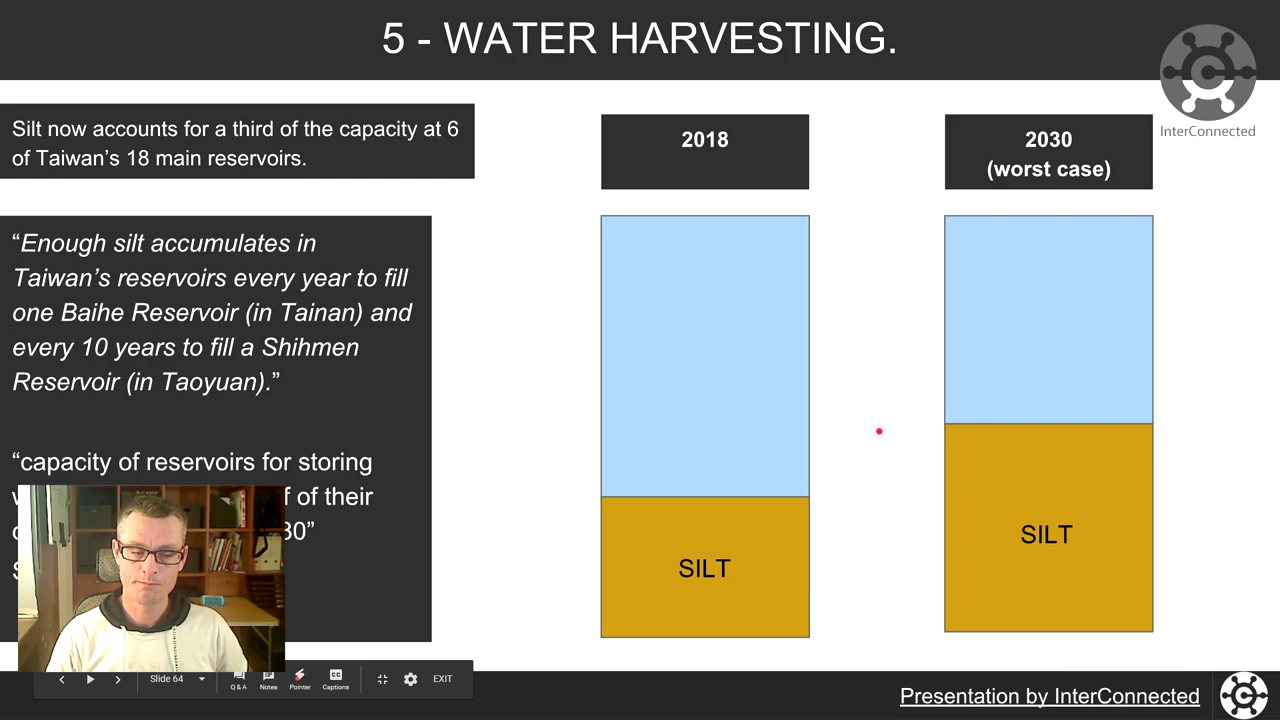 5 - WATER HARVESTING.
InterConnected
Silt now accounts for a third of the capacity at 6
of Taiwan’s 18 main reservoirs.
“Enough silt accumulates in
Taiwan’s reservoirs every year to fill
one Baihe Reservoir (in Tainan) and
every 10 years to fill a Shihmen
Reservoir (in Taoyuan).”
“capacity of reservoirs for storing
of their
30”
2018
SILT
2030
(worst case)
SILT
Slide 64
Q & A
Notes
Pointer
CC
Captions
EXIT
Presentation by InterConnected